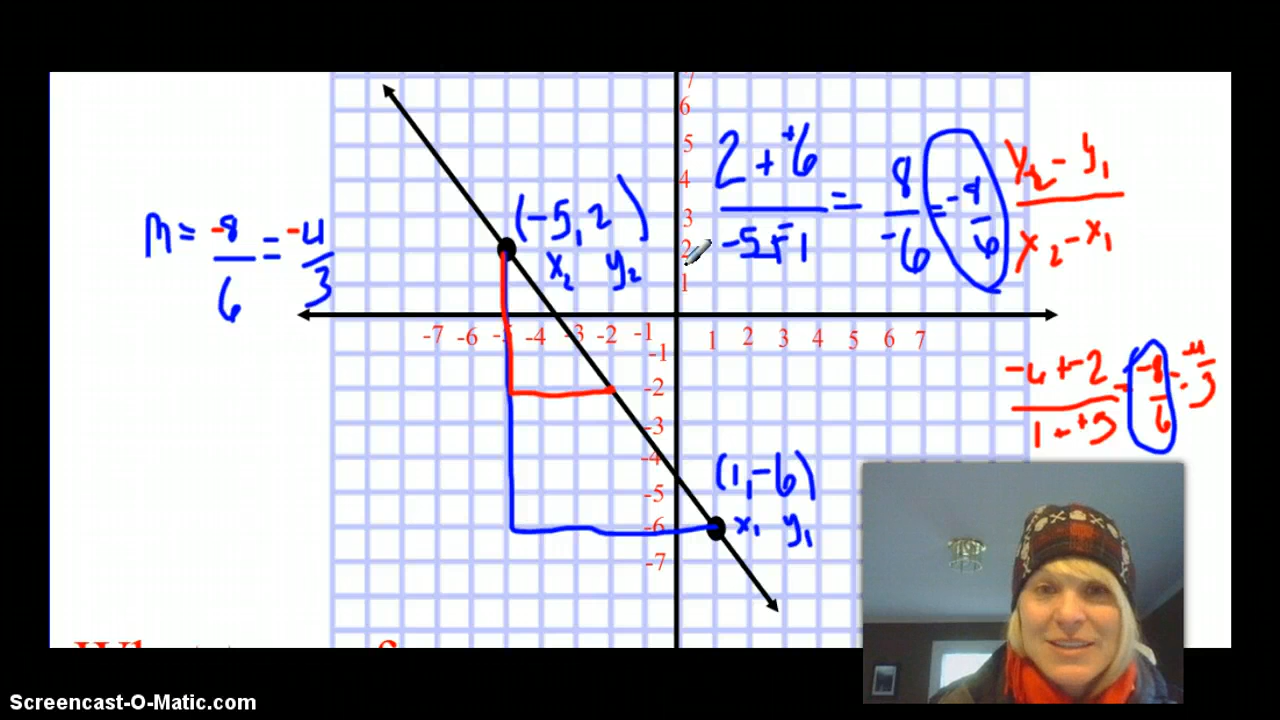 7
6
5
4
3
2
1
-7 -6 -5 -4 -3 -2 -1 1 2 3 4 5 6 7
-1
-2
-3
-4
-5
-6
-7
m = -8/6 = -4/3
(-5, 2)
x2 y2
2 + +6 / -5 + -1 = 8/-6 = -8/6
y2 - y1
x2 - x1
-4 + -2 / 1 - +5 = -8/6 = -4/3
(1, -6)
x1 y1
Screencast-O-Matic.com